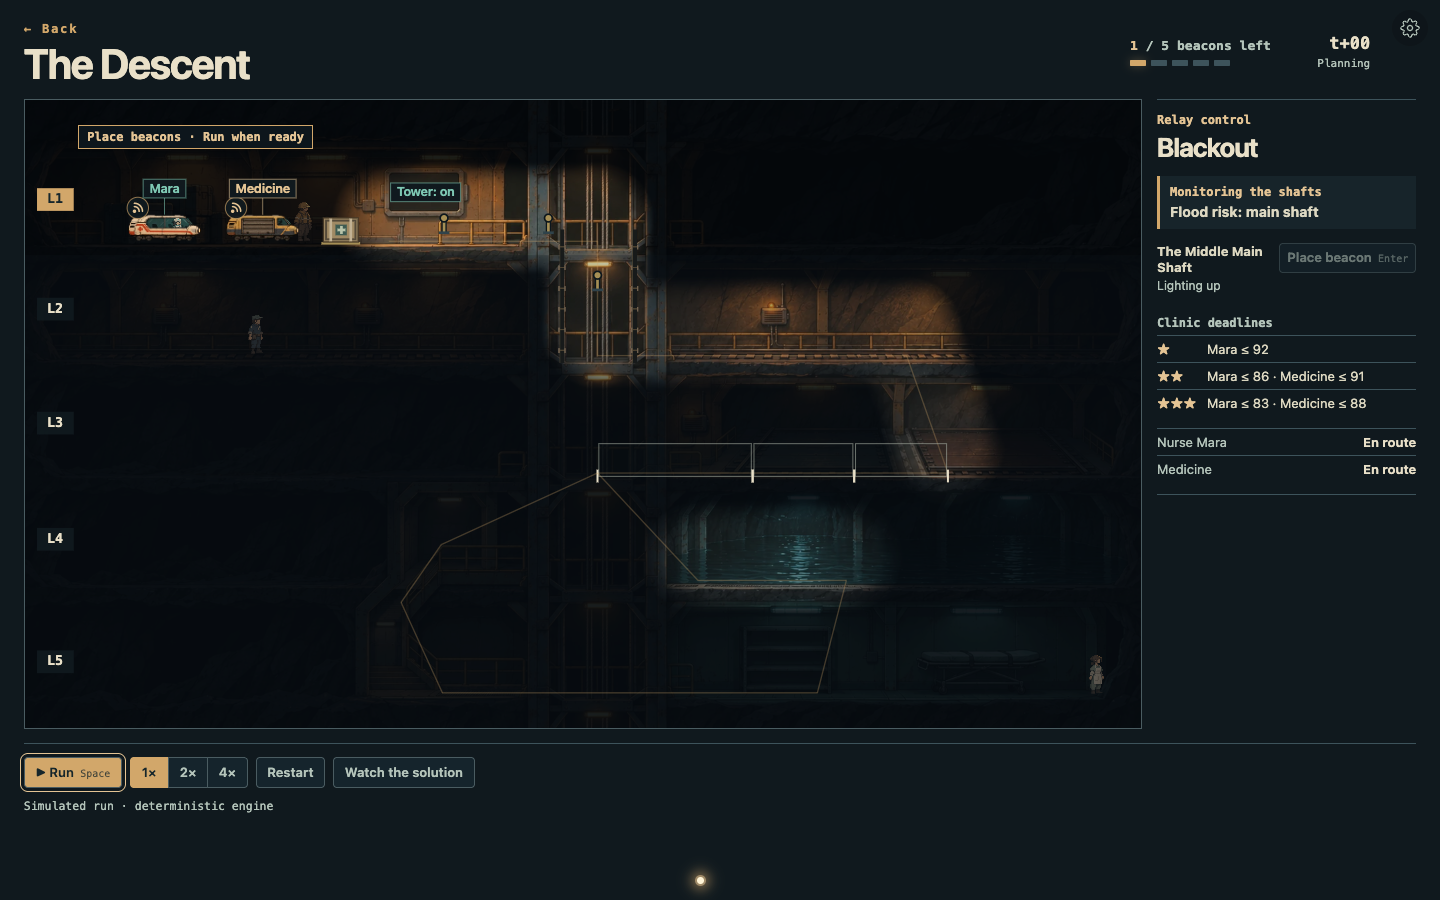 ← Back
The Descent
1 / 5 beacons left
t+00
Planning
Place beacons · Run when ready
L1
Mara
Medicine
Tower: on
L2
L3
L4
L5
Relay control
Blackout
Monitoring the shafts
Flood risk: main shaft
The Middle Main
Shaft
Place beacon Enter
Lighting up
Clinic deadlines
★ Mara ≤ 92
★★ Mara ≤ 86 · Medicine ≤ 91
★★★ Mara ≤ 83 · Medicine ≤ 88
Nurse Mara En route
Medicine En route
▶ Run Space
1×
2×
4×
Restart
Watch the solution
Simulated run · deterministic engine